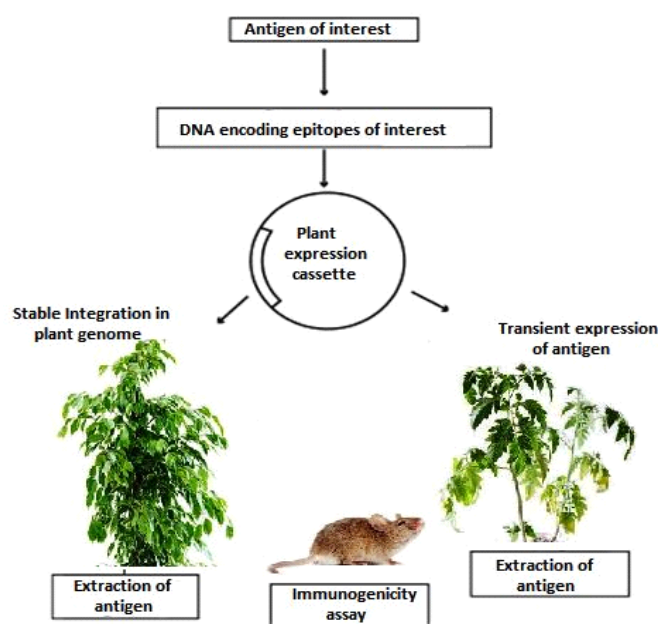 Antigen of interest
DNA encoding epitopes of interest
Plant
expression
cassette
Stable Integration in
plant genome
Transient expression
of antigen
Extraction of
antigen
Immunogenicity
assay
Extraction of
antigen